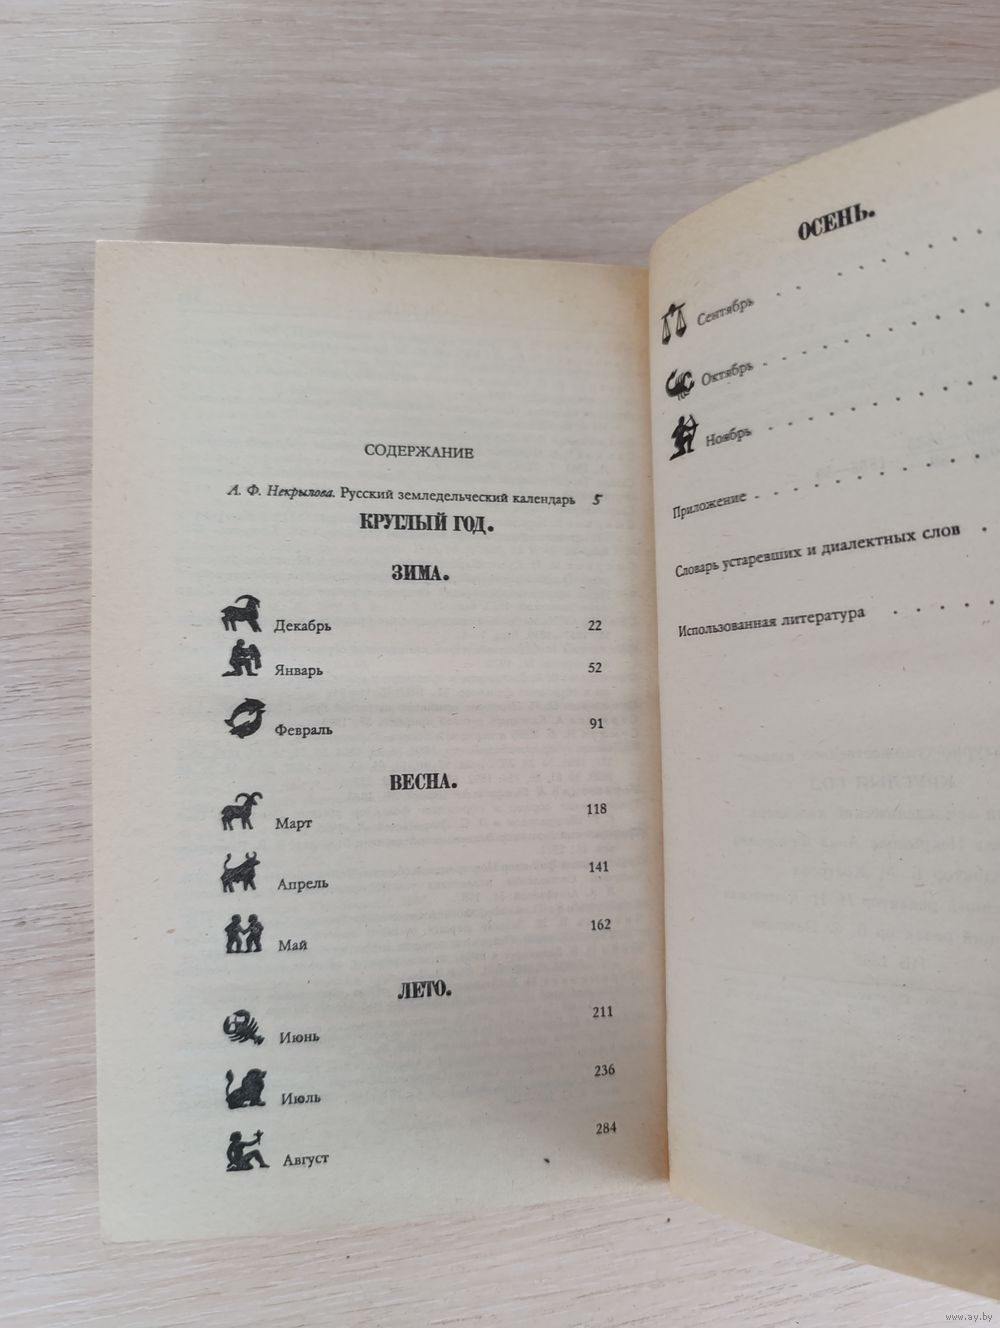 СОДЕРЖАНИЕ
А. Ф. Некрылова. Русский земледельческий календарь 5
КРУГЛЫЙ ГОД.
ЗИМА.
Декабрь 22
Январь 52
Февраль 91
ВЕСНА.
Март 118
Апрель 141
Май 162
ЛЕТО.
Июнь 211
Июль 236
Август 284
ОСЕНЬ.
Сентябрь . . . . . . . .
Октябрь . . . . . . . .
Ноябрь . . . . . . . .
Приложение . . . . . . . .
Словарь устаревших и диалектных слов .
Использованная литература . . . . . .
www.ay.by